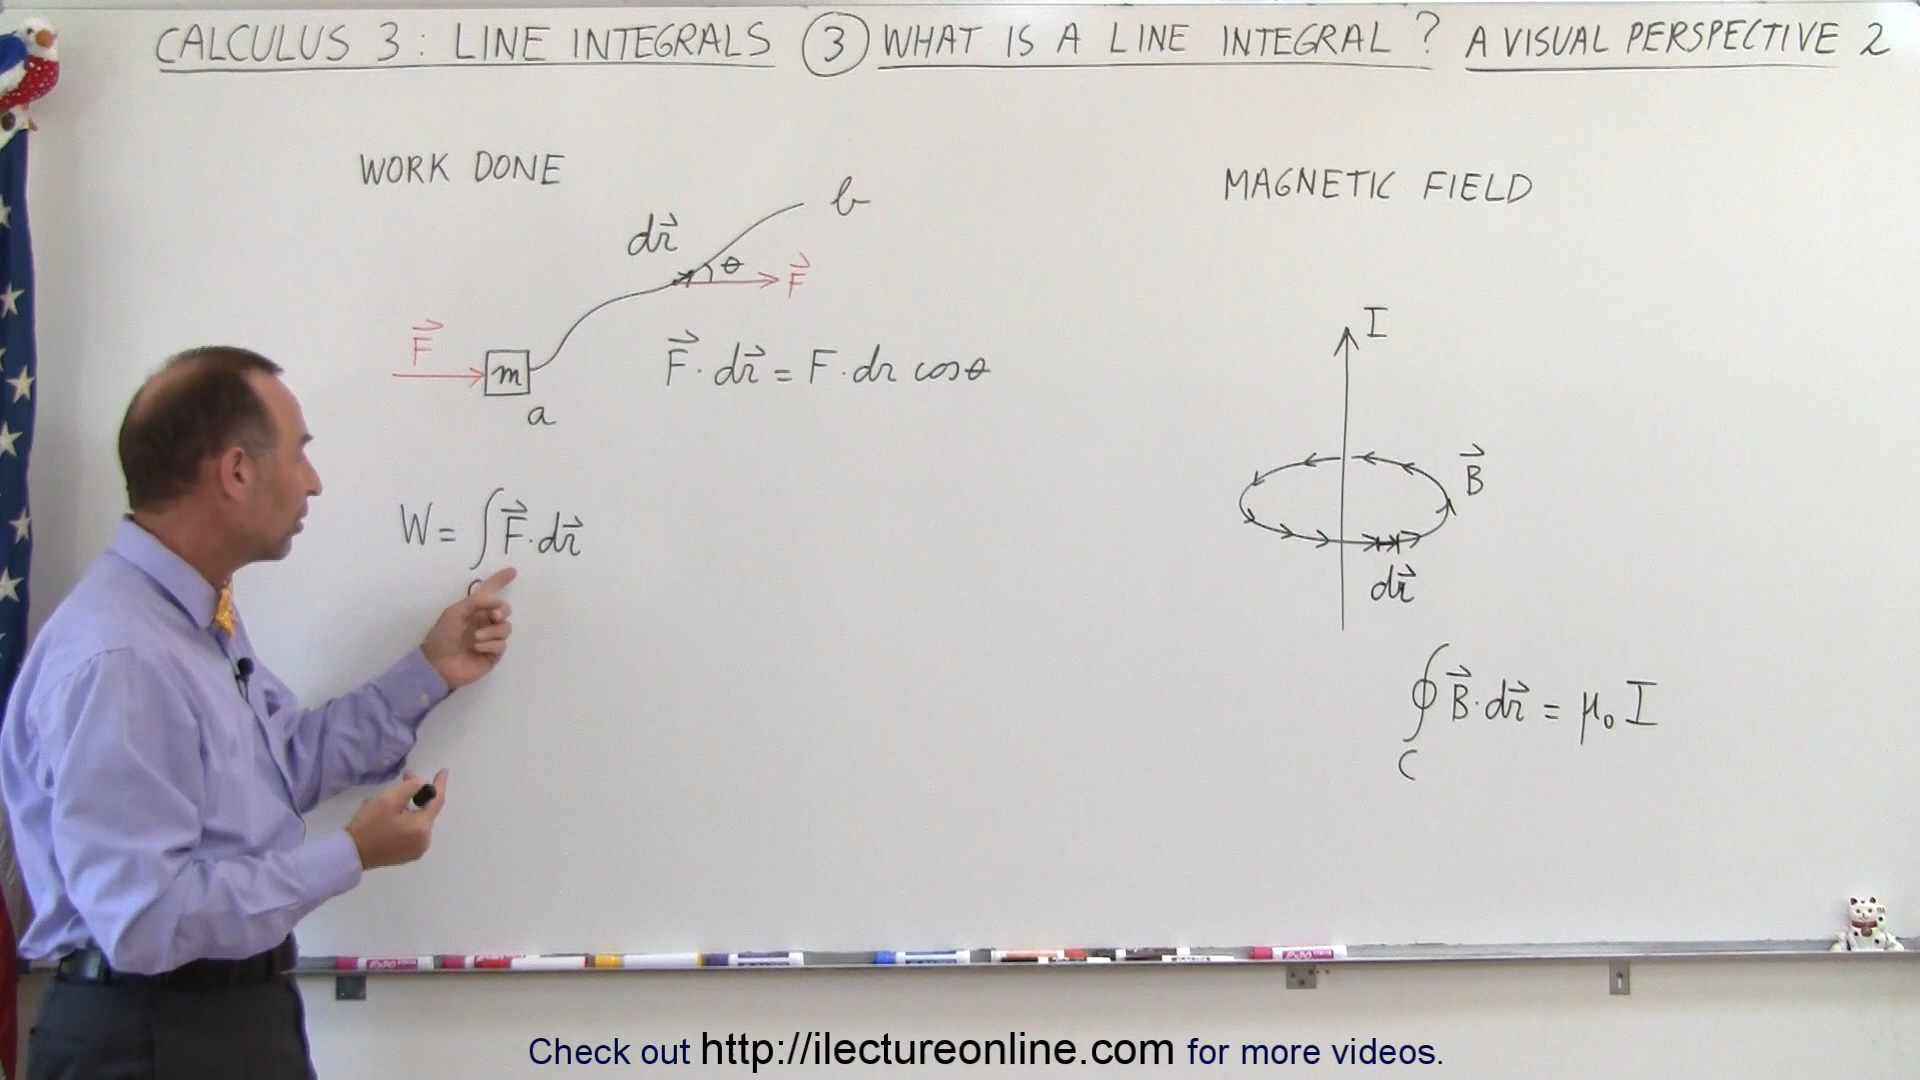 CALCULUS 3: LINE INTEGRALS ③ WHAT IS A LINE INTEGRAL? A VISUAL PERSPECTIVE 2
WORK DONE
b
dr⃗
θ
F⃗
F⃗
m
a
F⃗ · dr⃗ = F · dr cosθ
W = ∫ F⃗ · dr⃗
C
MAGNETIC FIELD
I
B⃗
dr⃗
∮ B⃗ · dr⃗ = μ₀ I
C
Check out http://ilectureonline.com for more videos.